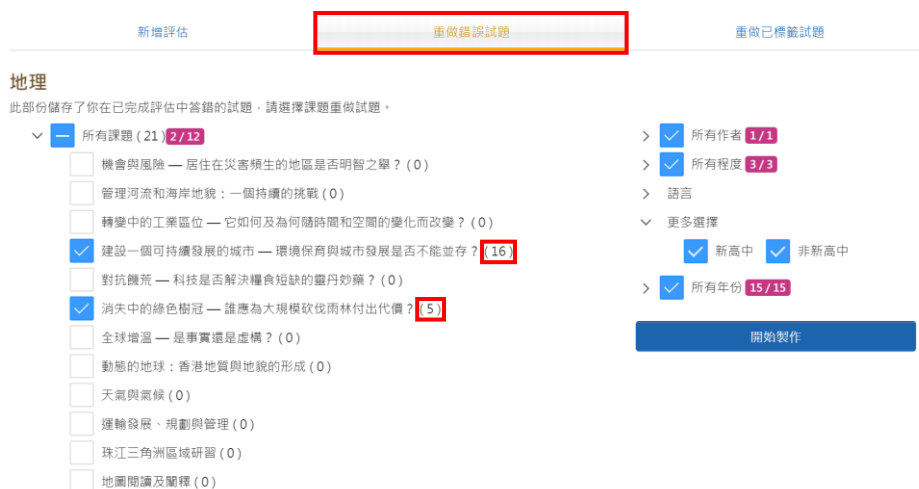 新增評估
重做錯誤試題
重做已標籤試題
地理
此部份儲存了你在已完成評估中答錯的試題，請選擇課題重做試題。
所有課題 (21) 2/12
機會與風險 — 居住在災害頻生的地區是否明智之舉？(0)
管理河流和海岸地貌：一個持續的挑戰 (0)
轉變中的工業區位 — 它如何及為何隨時間和空間的變化而改變？(0)
建設一個可持續發展的城市 — 環境保育與城市發展是否不能並存？(16)
對抗饑荒 — 科技是否解決糧食短缺的靈丹妙藥？(0)
消失中的綠色樹冠 — 誰應為大規模砍伐雨林付出代價？(5)
全球增溫 — 是事實還是虛構？(0)
動態的地球：香港地質與地貌的形成 (0)
天氣與氣候 (0)
運輸發展、規劃與管理 (0)
珠江三角洲區域研習 (0)
地圖閱讀及闡釋 (0)
所有作者 1/1
所有程度 3/3
語言
更多選擇
新高中 非新高中
所有年份 15/15
開始製作